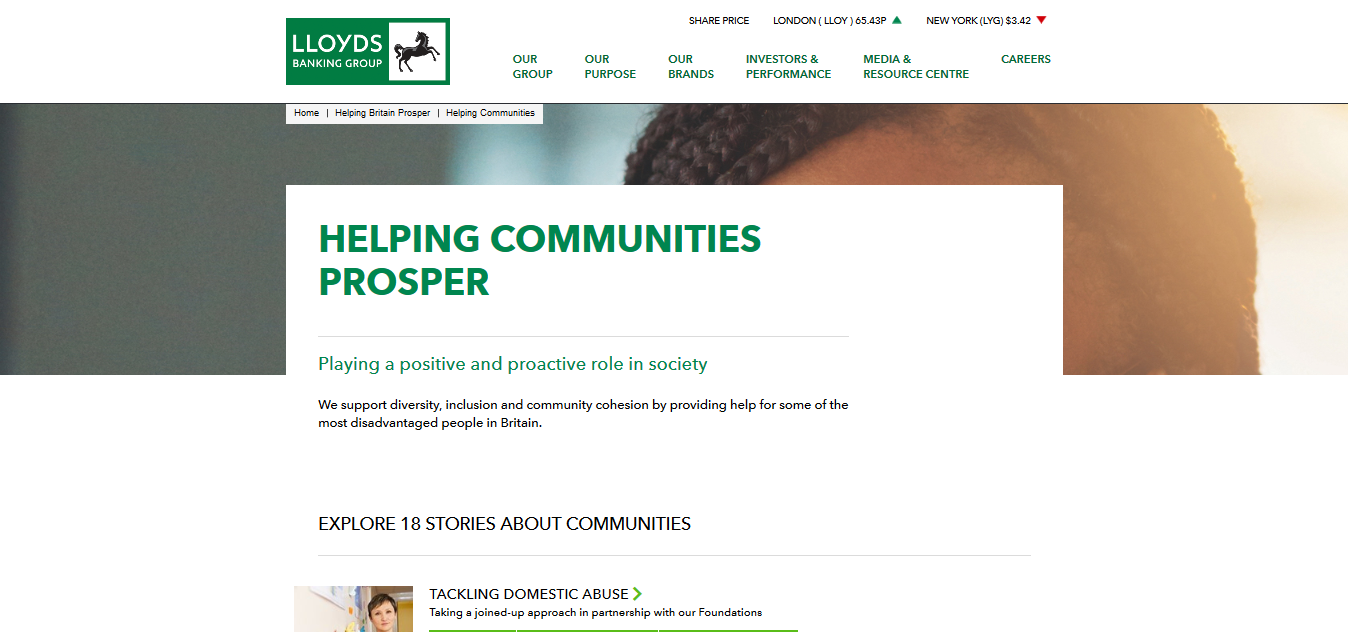 SHARE PRICE LONDON ( LLOY ) 65.43P NEW YORK (LYG) $3.42
LLOYDS
BANKING GROUP
OUR GROUP
OUR PURPOSE
OUR BRANDS
INVESTORS & PERFORMANCE
MEDIA & RESOURCE CENTRE
CAREERS
Home | Helping Britain Prosper | Helping Communities
HELPING COMMUNITIES
PROSPER
Playing a positive and proactive role in society
We support diversity, inclusion and community cohesion by providing help for some of the
most disadvantaged people in Britain.
EXPLORE 18 STORIES ABOUT COMMUNITIES
TACKLING DOMESTIC ABUSE
Taking a joined-up approach in partnership with our Foundations